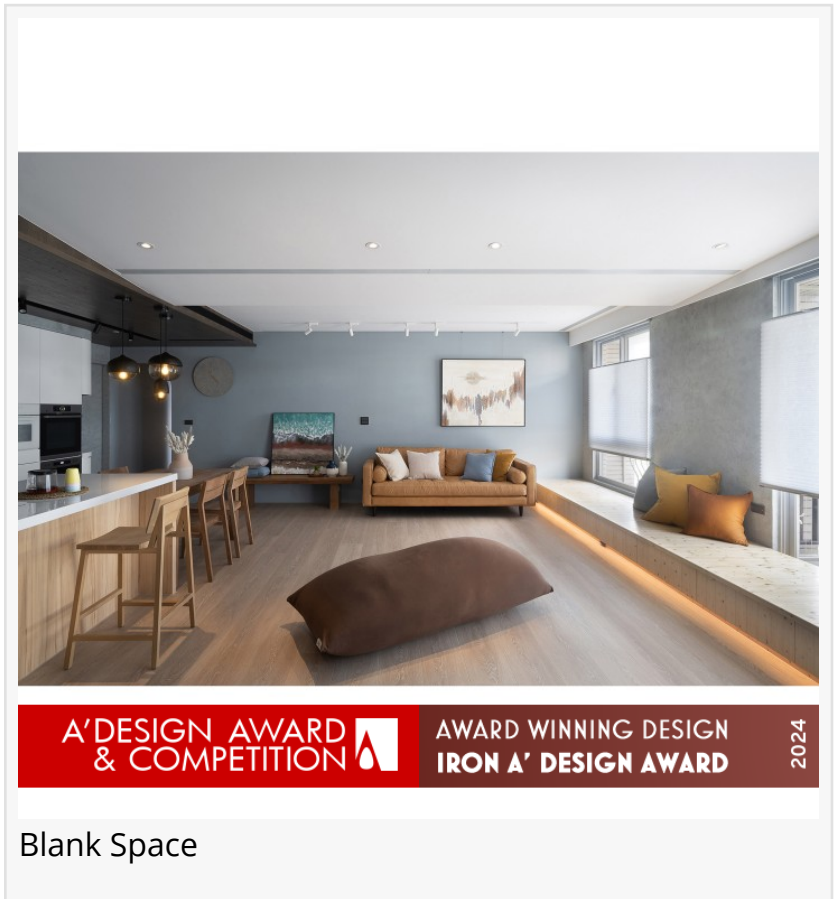 A'DESIGN AWARD
& COMPETITION
AWARD WINNING DESIGN
IRON A' DESIGN AWARD
2024
Blank Space